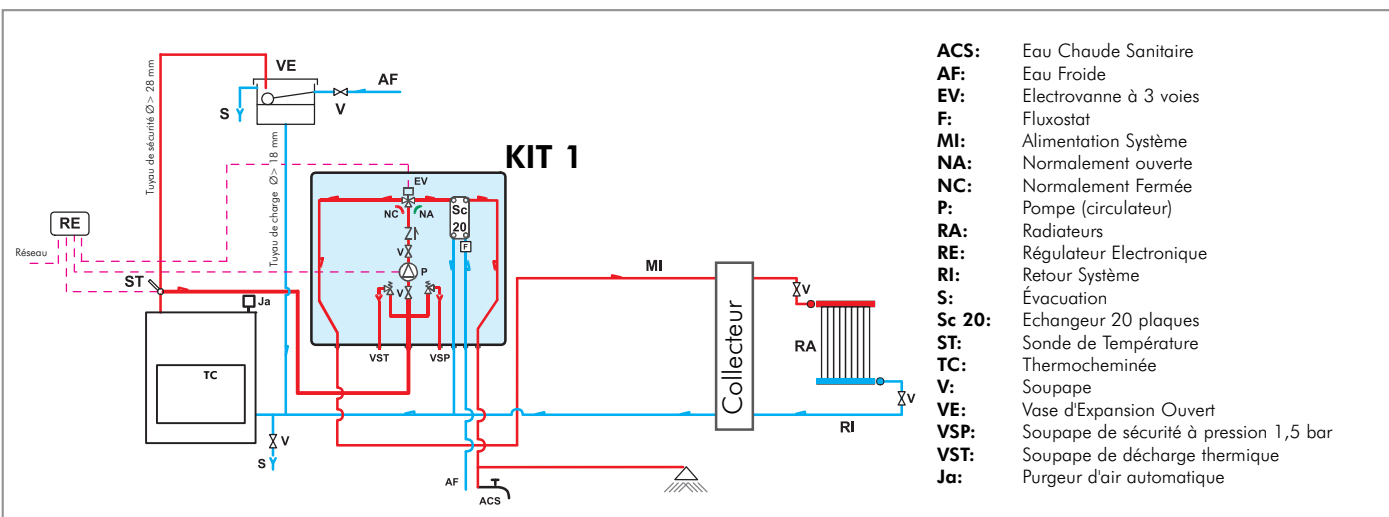 VE
AF
S
V
Tuyau de sécurité Ø> 28 mm
Tuyau de charge Ø> 18 mm
KIT 1
EV
NC
NA
Sc
20
F
V
P
V
VST
VSP
RE
Réseau
ST
Ja
TC
V
S
AF
ACS
MI
Collecteur
V
RA
V
RI
ACS: Eau Chaude Sanitaire
AF: Eau Froide
EV: Electrovanne à 3 voies
F: Fluxostat
MI: Alimentation Système
NA: Normalement ouverte
NC: Normalement Fermée
P: Pompe (circulateur)
RA: Radiateurs
RE: Régulateur Electronique
RI: Retour Système
S: Évacuation
Sc 20: Echangeur 20 plaques
ST: Sonde de Température
TC: Thermocheminée
V: Soupape
VE: Vase d'Expansion Ouvert
VSP: Soupape de sécurité à pression 1,5 bar
VST: Soupape de décharge thermique
Ja: Purgeur d'air automatique